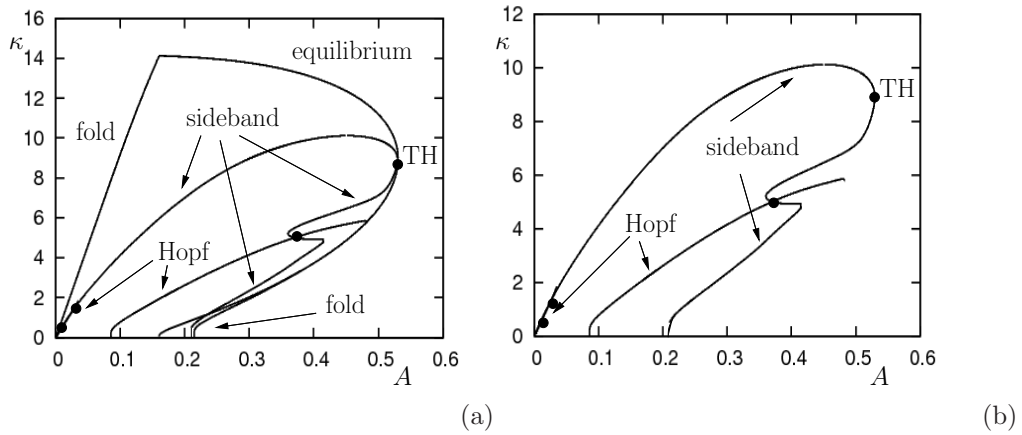 16
κ
14
12
10
8
6
4
2
0
equilibrium
sideband
fold
TH
Hopf
fold
0 0.1 0.2 0.3 0.4 0.5 0.6
A
(a)
12
κ
10
8
6
4
2
0
TH
sideband
Hopf
0 0.1 0.2 0.3 0.4 0.5 0.6
A
(b)